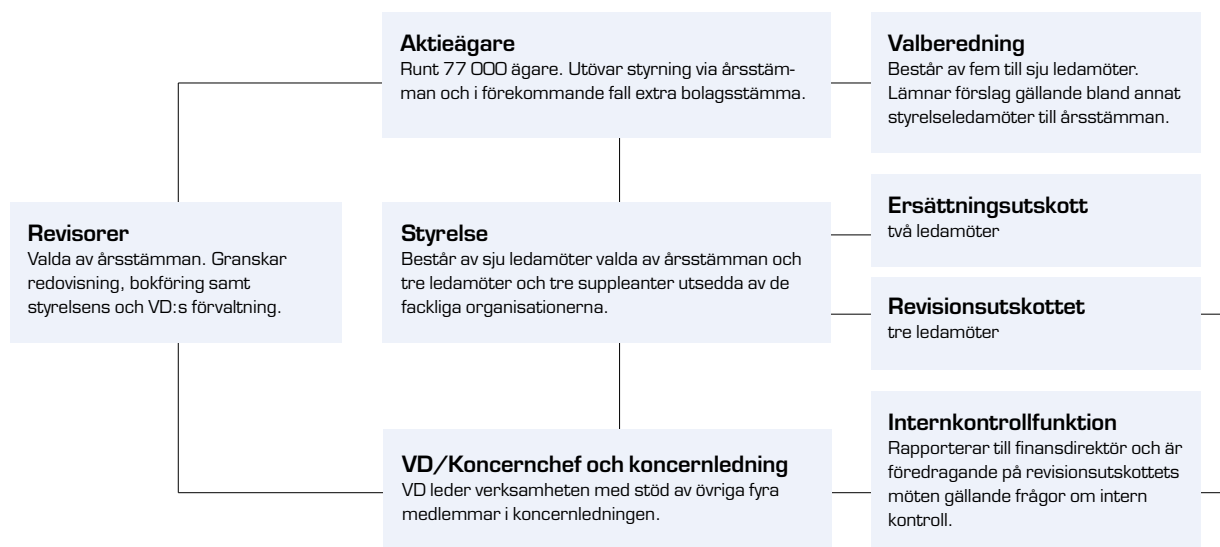 Aktieägare
Runt 77 000 ägare. Utövar styrning via årsstäm-
man och i förekommande fall extra bolagsstämma.
Valberedning
Består av fem till sju ledamöter.
Lämnar förslag gällande bland annat
styrelseledamöter till årsstämman.
Revisorer
Valda av årsstämman. Granskar
redovisning, bokföring samt
styrelsens och VD:s förvaltning.
Styrelse
Består av sju ledamöter valda av årsstämman och
tre ledamöter och tre suppleanter utsedda av de
fackliga organisationerna.
Ersättningsutskott
två ledamöter
Revisionsutskottet
tre ledamöter
VD/Koncernchef och koncernledning
VD leder verksamheten med stöd av övriga fyra
medlemmar i koncernledningen.
Internkontrollfunktion
Rapporterar till finansdirektör och är
föredragande på revisionsutskottets
möten gällande frågor om intern
kontroll.